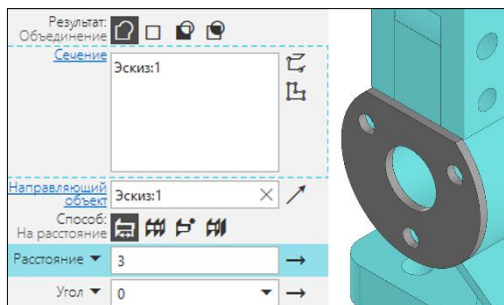 Результат:
Объединение
Сечение
Эскиз:1
Направляющий
объект
Эскиз:1
Способ:
На расстояние
Расстояние
3
Угол
0